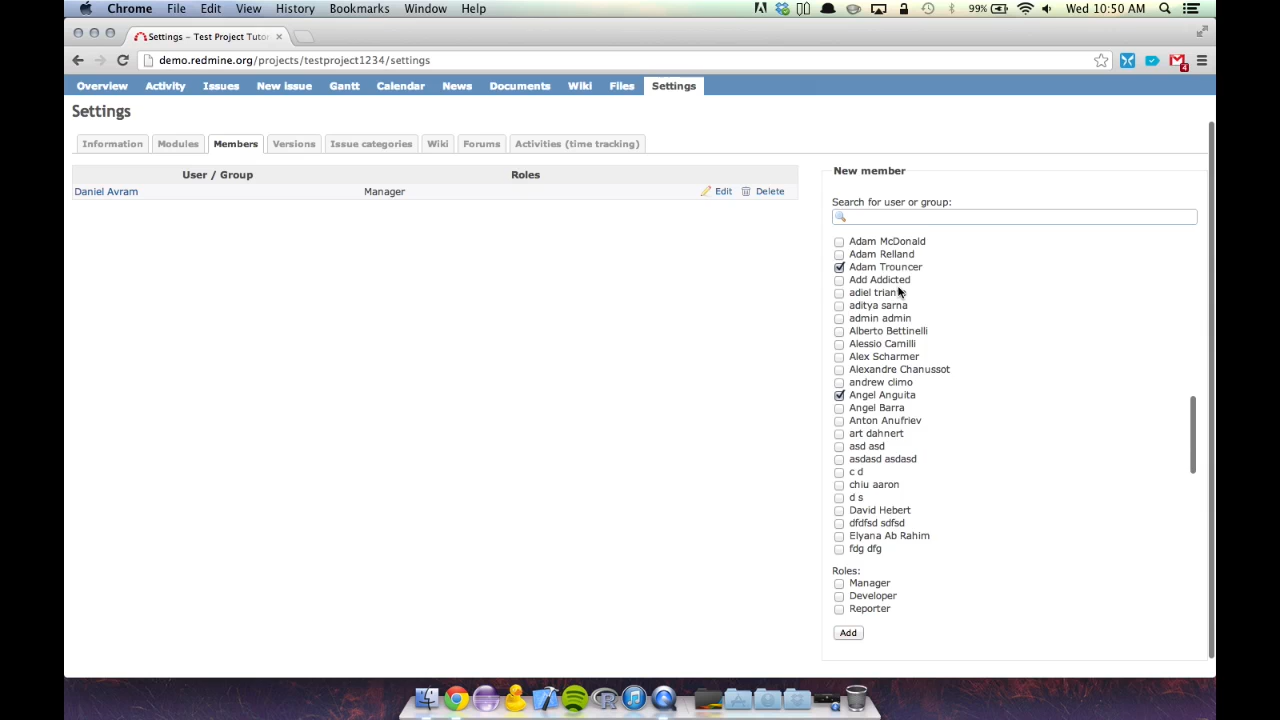 Chrome File Edit View History Bookmarks Window Help 99% Wed 10:50 AM
Settings – Test Project Tutor
demo.redmine.org/projects/testproject1234/settings
4
Overview Activity Issues New issue Gantt Calendar News Documents Wiki Files Settings
Settings
Information Modules Members Versions Issue categories Wiki Forums Activities (time tracking)
User / Group Roles
Daniel Avram Manager Edit Delete
New member
Search for user or group:
Adam McDonald
Adam Relland
Adam Trouncer
Add Addicted
adiel
aditya sarna
admin admin
Alberto Bettinelli
Alessio Camilli
Alex Scharmer
Alexandre Chanussot
andrew climo
Angel Anguita
Angel Barra
Anton Anufriev
art dahnert
asd asd
asdasd asdasd
c d
chiu aaron
d s
David Hebert
dfdfsd sdfsd
Elyana Ab Rahim
fdg dfg
Roles:
Manager
Developer
Reporter
Add